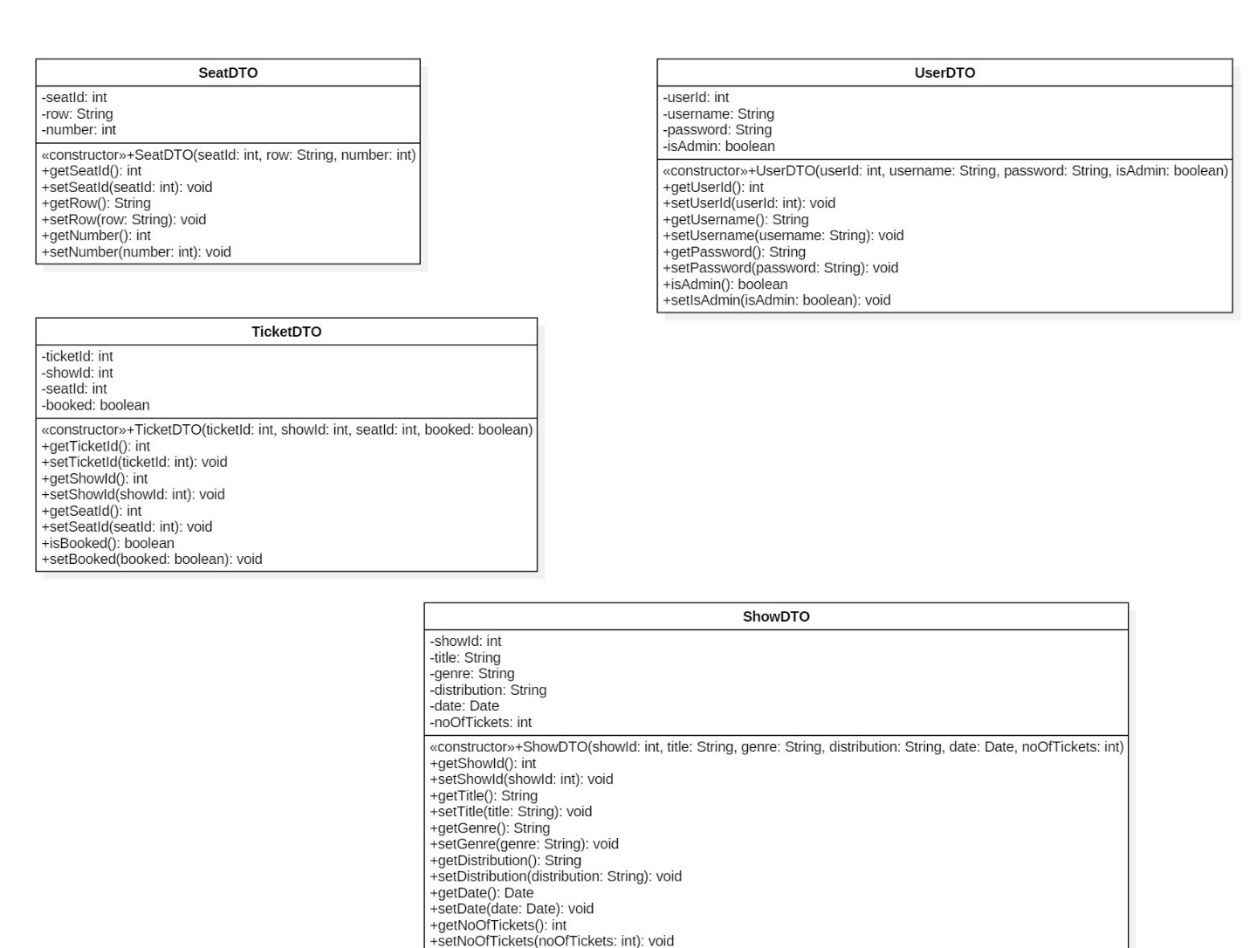 SeatDTO
-seatId: int
-row: String
-number: int
«constructor»+SeatDTO(seatId: int, row: String, number: int)
+getSeatId(): int
+setSeatId(seatId: int): void
+getRow(): String
+setRow(row: String): void
+getNumber(): int
+setNumber(number: int): void
UserDTO
-userId: int
-username: String
-password: String
-isAdmin: boolean
«constructor»+UserDTO(userId: int, username: String, password: String, isAdmin: boolean)
+getUserId(): int
+setUserId(userId: int): void
+getUsername(): String
+setUsername(username: String): void
+getPassword(): String
+setPassword(password: String): void
+isAdmin(): boolean
+setIsAdmin(isAdmin: boolean): void
TicketDTO
-ticketId: int
-showId: int
-seatId: int
-booked: boolean
«constructor»+TicketDTO(ticketId: int, showId: int, seatId: int, booked: boolean)
+getTicketId(): int
+setTicketId(ticketId: int): void
+getShowId(): int
+setShowId(showId: int): void
+getSeatId(): int
+setSeatId(seatId: int): void
+isBooked(): boolean
+setBooked(booked: boolean): void
ShowDTO
-showId: int
-title: String
-genre: String
-distribution: String
-date: Date
-noOfTickets: int
«constructor»+ShowDTO(showId: int, title: String, genre: String, distribution: String, date: Date, noOfTickets: int)
+getShowId(): int
+setShowId(showId: int): void
+getTitle(): String
+setTitle(title: String): void
+getGenre(): String
+setGenre(genre: String): void
+getDistribution(): String
+setDistribution(distribution: String): void
+getDate(): Date
+setDate(date: Date): void
+getNoOfTickets(): int
+setNoOfTickets(noOfTickets: int): void